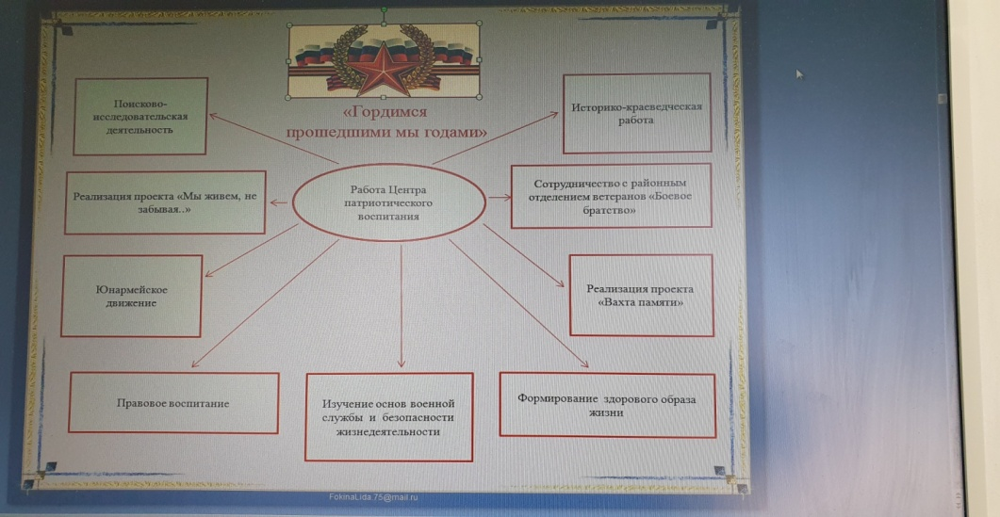 «Гордимся
прошедшими мы годами»
Поисково-
исследовательская
деятельность
Историко-краеведческая
работа
Реализация проекта «Мы живем, не
забывая..»
Работа Центра
патриотического
воспитания
Сотрудничество с районным
отделением ветеранов «Боевое
братство»
Юнармейское
движение
Реализация проекта
«Вахта памяти»
Правовое воспитание
Изучение основ военной
службы и безопасности
жизнедеятельности
Формирование здорового образа
жизни
FokinaLida.75@mail.ru